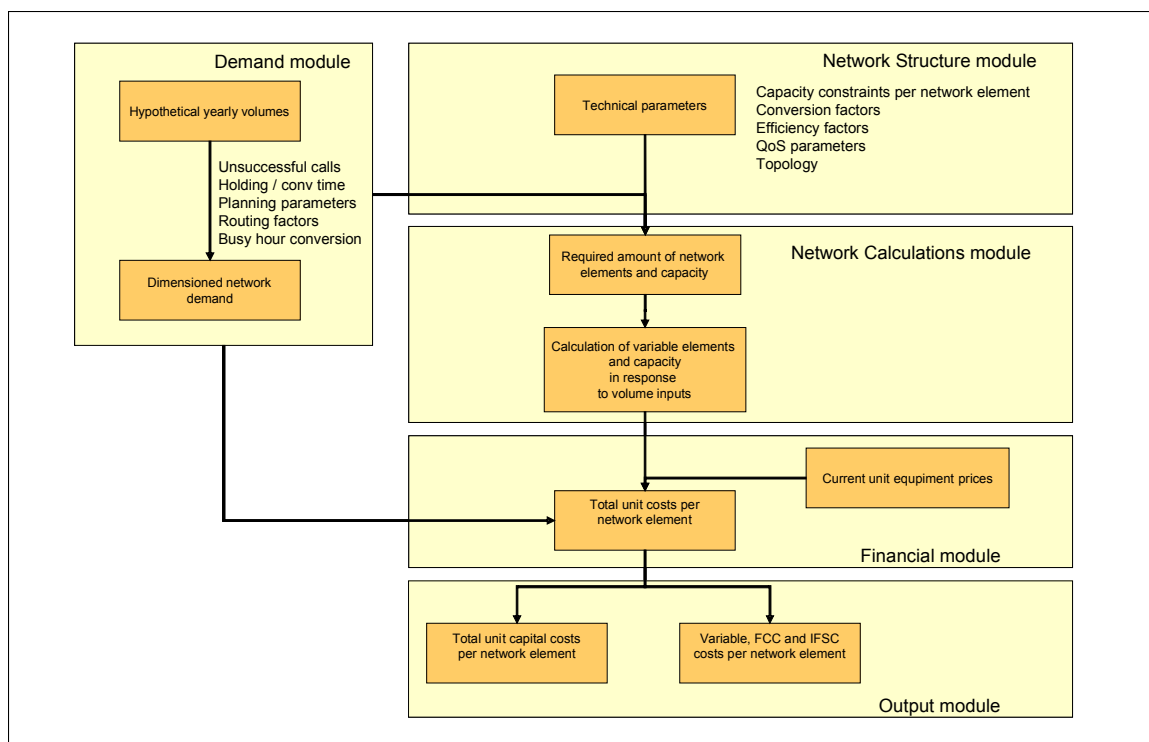 Demand module
Hypothetical yearly volumes
Unsuccessful calls
Holding / conv time
Planning parameters
Routing factors
Busy hour conversion
Dimensioned network
demand
Network Structure module
Technical parameters
Capacity constraints per network element
Conversion factors
Efficiency factors
QoS parameters
Topology
Network Calculations module
Required amount of network
elements and capacity
Calculation of variable elements
and capacity
in response
to volume inputs
Current unit equpiment prices
Total unit costs per
network element
Financial module
Total unit capital costs
per network element
Variable, FCC and IFSC
costs per network element
Output module